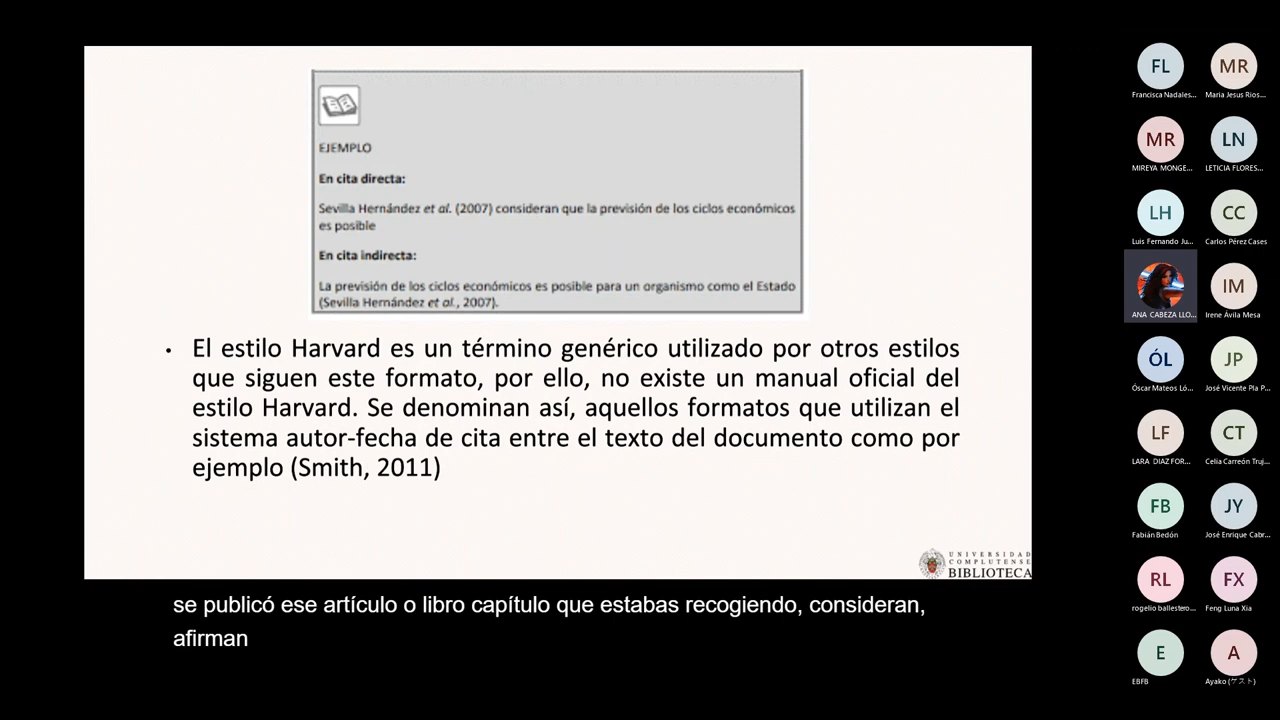 EJEMPLO
En cita directa:
Sevilla Hernández et al. (2007) consideran que la previsión de los ciclos económicos
es posible
En cita indirecta:
La previsión de los ciclos económicos es posible para un organismo como el Estado
(Sevilla Hernández et al., 2007).
• El estilo Harvard es un término genérico utilizado por otros estilos
que siguen este formato, por ello, no existe un manual oficial del
estilo Harvard. Se denominan así, aquellos formatos que utilizan el
sistema autor-fecha de cita entre el texto del documento como por
ejemplo (Smith, 2011)
UNIVERSIDAD
COMPLUTENSE
BIBLIOTECA
se publicó ese artículo o libro capítulo que estabas recogiendo, consideran,
afirman
FL
Francisca Nadales...
MR
Maria Jesus Rios...
MR
MIREYA MONGE...
LN
LETICIA FLORES...
LH
Luis Fernando Ju...
CC
Carlos Pérez Cases
ANA CABEZA LLO...
IM
Irene Ávila Mesa
ÓL
Óscar Mateos Ló...
JP
José Vicente Pla P...
LF
LARA DIAZ FOR...
CT
Celia Carreón Truj...
FB
Fabián Bedón
JY
José Enrique Cabr...
RL
rogelio ballestero...
FX
Feng Luna Xia
E
EBFB
A
Ayako (ゲスト)